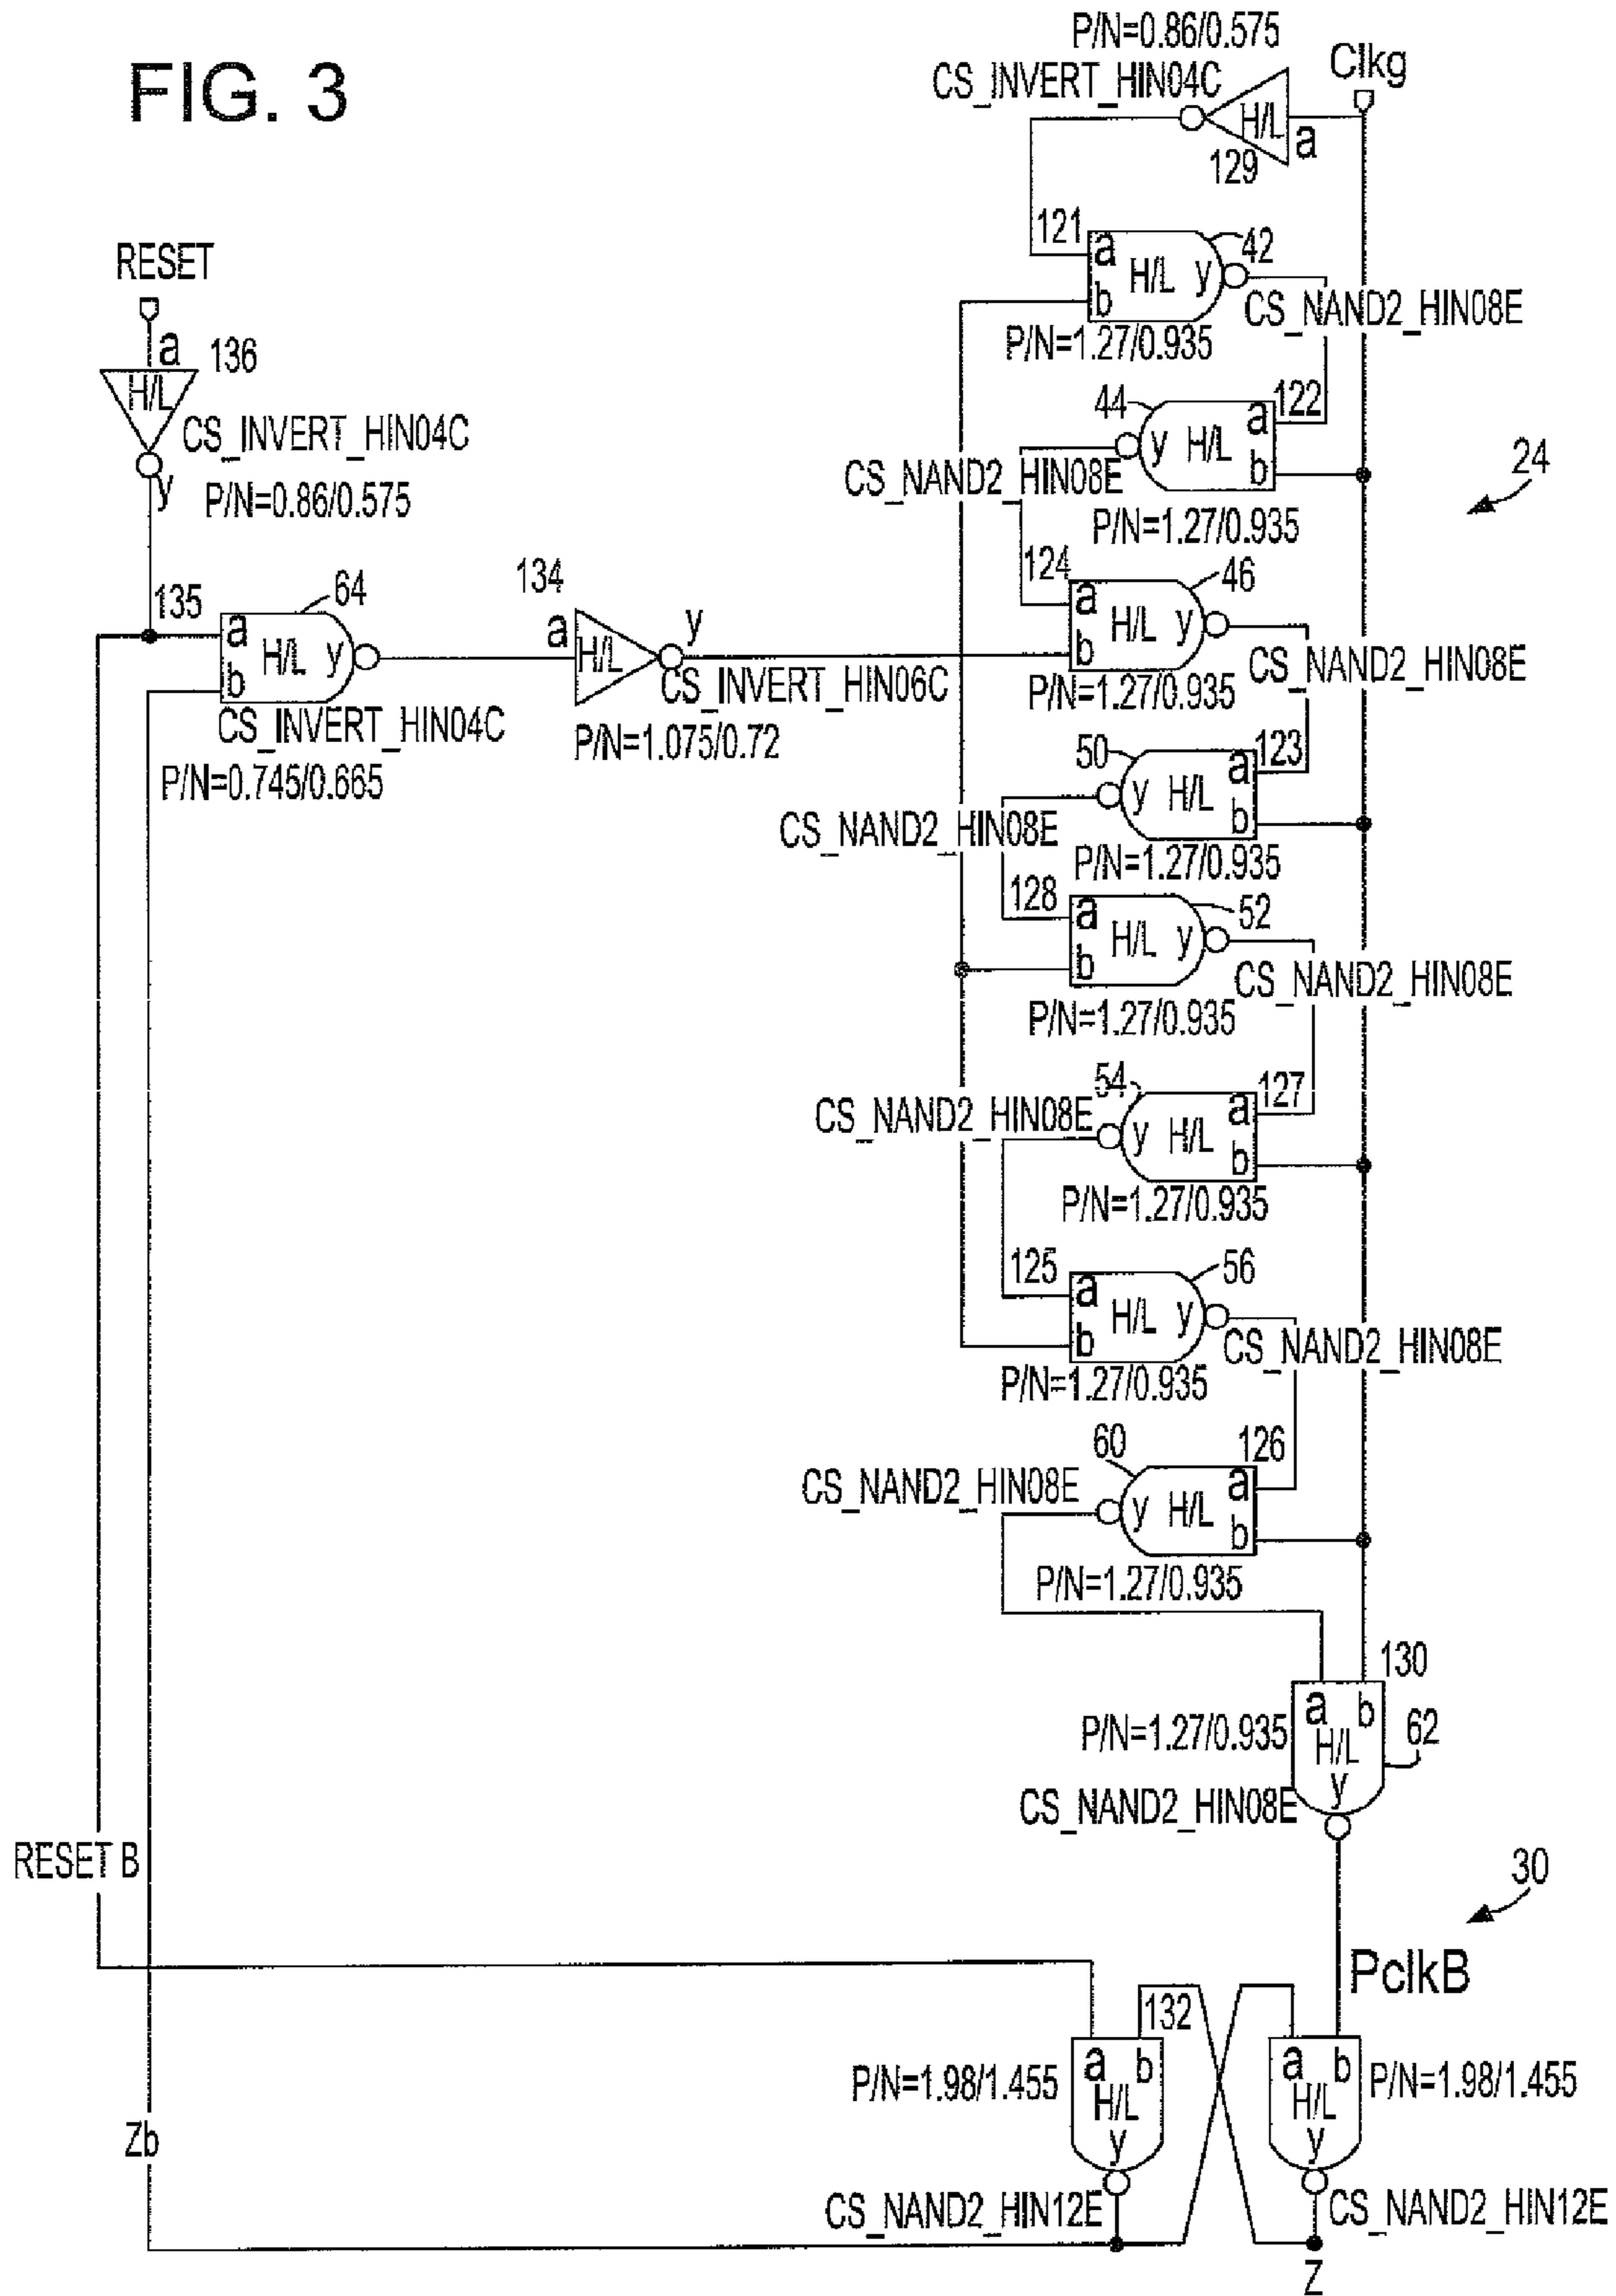 FIG. 3
P/N=0.86/0.575
CS_INVERT_HIN04C
Clkg
H/L
a
129
121
a
H/L
y
b
42
CS_NAND2_HIN08E
P/N=1.27/0.935
RESET
a
136
H/L
CS_INVERT_HIN04C
y
P/N=0.86/0.575
44
122
y
H/L
a
b
CS_NAND2_HIN08E
P/N=1.27/0.935
24
135
64
a
H/L
y
b
CS_INVERT_HIN04C
P/N=0.745/0.665
134
a
H/L
y
CS_INVERT_HIN06C
P/N=1.075/0.72
124
46
a
H/L
y
b
CS_NAND2_HIN08E
P/N=1.27/0.935
50
123
y
H/L
a
b
CS_NAND2_HIN08E
P/N=1.27/0.935
128
52
a
H/L
y
b
CS_NAND2_HIN08E
P/N=1.27/0.935
54
127
y
H/L
a
b
CS_NAND2_HIN08E
P/N=1.27/0.935
125
56
a
H/L
y
b
CS_NAND2_HIN08E
P/N=1.27/0.935
60
126
y
H/L
a
b
CS_NAND2_HIN08E
P/N=1.27/0.935
130
a b
H/L
y
62
P/N=1.27/0.935
CS_NAND2_HIN08E
RESET B
30
PclkB
132
a b
H/L
y
P/N=1.98/1.455
a b
H/L
y
P/N=1.98/1.455
Zb
CS_NAND2_HIN12E
CS_NAND2_HIN12E
Z